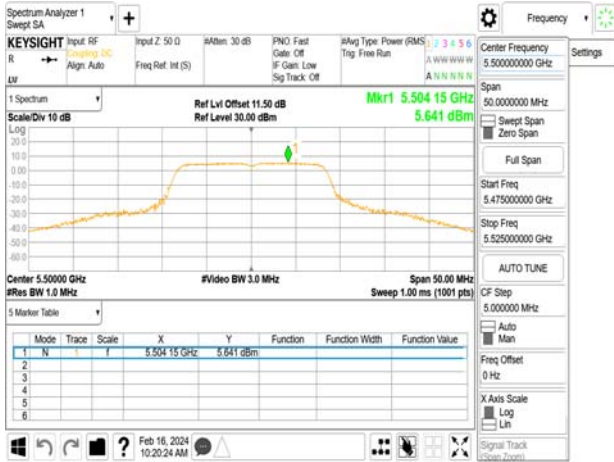 Spectrum Analyzer 1
Swept SA
Frequency
KEYSIGHT Input: RF
Coupling: DC
Align: Auto
Input Z: 50 Ω
Freq Ref: Int (S)
#Atten: 30 dB
PNO: Fast
Gate: Off
IF Gain: Low
Sig Track: Off
#Avg Type: Power (RMS
Trig: Free Run
1 2 3 4 5 6
A W W W W W
A N N N N N
R
LXI
Center Frequency
5.500000000 GHz
Settings
Span
50.0000000 MHz
Swept Span
Zero Span
Full Span
Start Freq
5.475000000 GHz
Stop Freq
5.525000000 GHz
AUTO TUNE
CF Step
5.000000 MHz
Auto
Man
Freq Offset
0 Hz
X Axis Scale
Log
Lin
Signal Track
(Span Zoom)
1 Spectrum
Scale/Div 10 dB
Ref Lvl Offset 11.50 dB
Ref Level 30.00 dBm
Mkr1 5.504 15 GHz
5.641 dBm
Log
20.0
10.0
0.00
-10.0
-20.0
-30.0
-40.0
-50.0
-60.0
1
Center 5.50000 GHz
#Res BW 1.0 MHz
#Video BW 3.0 MHz
Span 50.00 MHz
Sweep 1.00 ms (1001 pts)
5 Marker Table
Mode Trace Scale X Y Function Function Width Function Value
1 N 1 f 5.504 15 GHz 5.641 dBm
2
3
4
5
6
Feb 16, 2024
10:20:24 AM